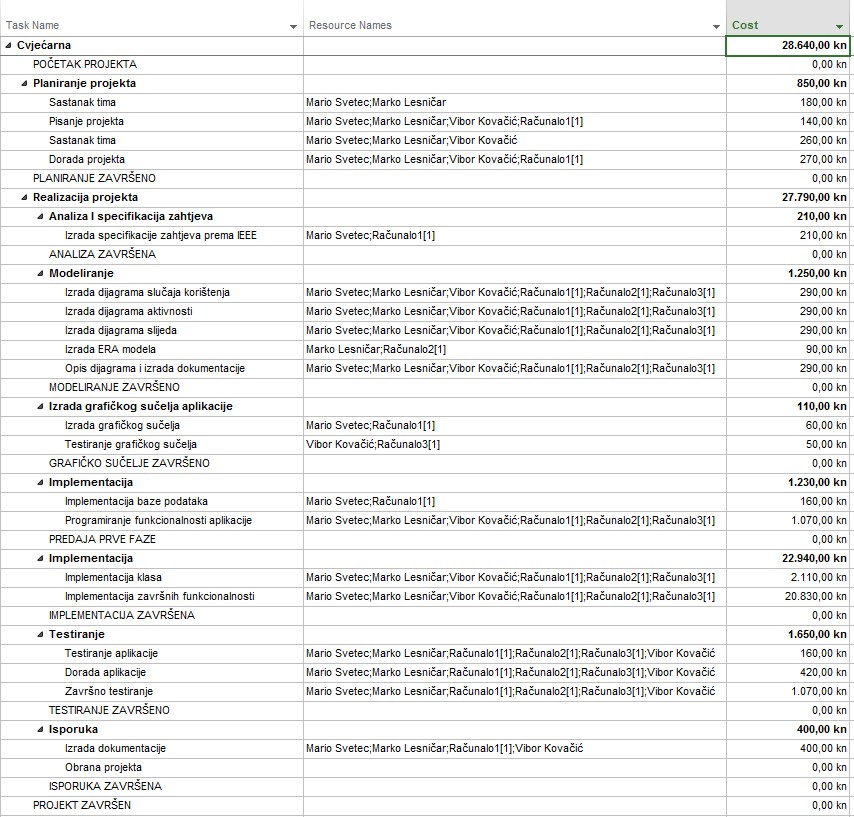 Task Name Resource Names Cost
Cvjećarna 28.640,00 kn
POČETAK PROJEKTA 0,00 kn
Planiranje projekta 850,00 kn
Sastanak tima Mario Svetec;Marko Lesničar 180,00 kn
Pisanje projekta Mario Svetec;Marko Lesničar;Vibor Kovačić;Računalo1[1] 140,00 kn
Sastanak tima Mario Svetec;Marko Lesničar;Vibor Kovačić 260,00 kn
Dorada projekta Mario Svetec;Marko Lesničar;Vibor Kovačić;Računalo1[1] 270,00 kn
PLANIRANJE ZAVRŠENO 0,00 kn
Realizacija projekta 27.790,00 kn
Analiza I specifikacija zahtjeva 210,00 kn
Izrada specifikacije zahtjeva prema IEEE Mario Svetec;Računalo1[1] 210,00 kn
ANALIZA ZAVRŠENA 0,00 kn
Modeliranje 1.250,00 kn
Izrada dijagrama slučaja korištenja Mario Svetec;Marko Lesničar;Vibor Kovačić;Računalo1[1];Računalo2[1];Računalo3[1] 290,00 kn
Izrada dijagrama aktivnosti Mario Svetec;Marko Lesničar;Vibor Kovačić;Računalo1[1];Računalo2[1];Računalo3[1] 290,00 kn
Izrada dijagrama slijeda Mario Svetec;Marko Lesničar;Vibor Kovačić;Računalo1[1];Računalo2[1];Računalo3[1] 290,00 kn
Izrada ERA modela Marko Lesničar;Računalo2[1] 90,00 kn
Opis dijagrama i izrada dokumentacije Mario Svetec;Marko Lesničar;Vibor Kovačić;Računalo1[1];Računalo2[1];Računalo3[1] 290,00 kn
MODELIRANJE ZAVRŠENO 0,00 kn
Izrada grafičkog sučelja aplikacije 110,00 kn
Izrada grafičkog sučelja Mario Svetec;Računalo1[1] 60,00 kn
Testiranje grafičkog sučelja Vibor Kovačić;Računalo3[1] 50,00 kn
GRAFIČKO SUČELJE ZAVRŠENO 0,00 kn
Implementacija 1.230,00 kn
Implementacija baze podataka Mario Svetec;Računalo1[1] 160,00 kn
Programiranje funkcionalnosti aplikacije Mario Svetec;Marko Lesničar;Vibor Kovačić;Računalo1[1];Računalo2[1];Računalo3[1] 1.070,00 kn
PREDAJA PRVE FAZE 0,00 kn
Implementacija 22.940,00 kn
Implementacija klasa Mario Svetec;Marko Lesničar;Vibor Kovačić;Računalo1[1];Računalo2[1];Računalo3[1] 2.110,00 kn
Implementacija završnih funkcionalnosti Mario Svetec;Marko Lesničar;Vibor Kovačić;Računalo1[1];Računalo2[1];Računalo3[1] 20.830,00 kn
IMPLEMENTACIJA ZAVRŠENA 0,00 kn
Testiranje 1.650,00 kn
Testiranje aplikacije Mario Svetec;Marko Lesničar;Računalo1[1];Računalo2[1];Računalo3[1];Vibor Kovačić 160,00 kn
Dorada aplikacije Mario Svetec;Marko Lesničar;Računalo1[1];Računalo2[1];Računalo3[1];Vibor Kovačić 420,00 kn
Završno testiranje Mario Svetec;Marko Lesničar;Računalo1[1];Računalo2[1];Računalo3[1];Vibor Kovačić 1.070,00 kn
TESTIRANJE ZAVRŠENO 0,00 kn
Isporuka 400,00 kn
Izrada dokumentacije Mario Svetec;Marko Lesničar;Računalo1[1];Vibor Kovačić 400,00 kn
Obrana projekta 0,00 kn
ISPORUKA ZAVRŠENA 0,00 kn
PROJEKT ZAVRŠEN 0,00 kn